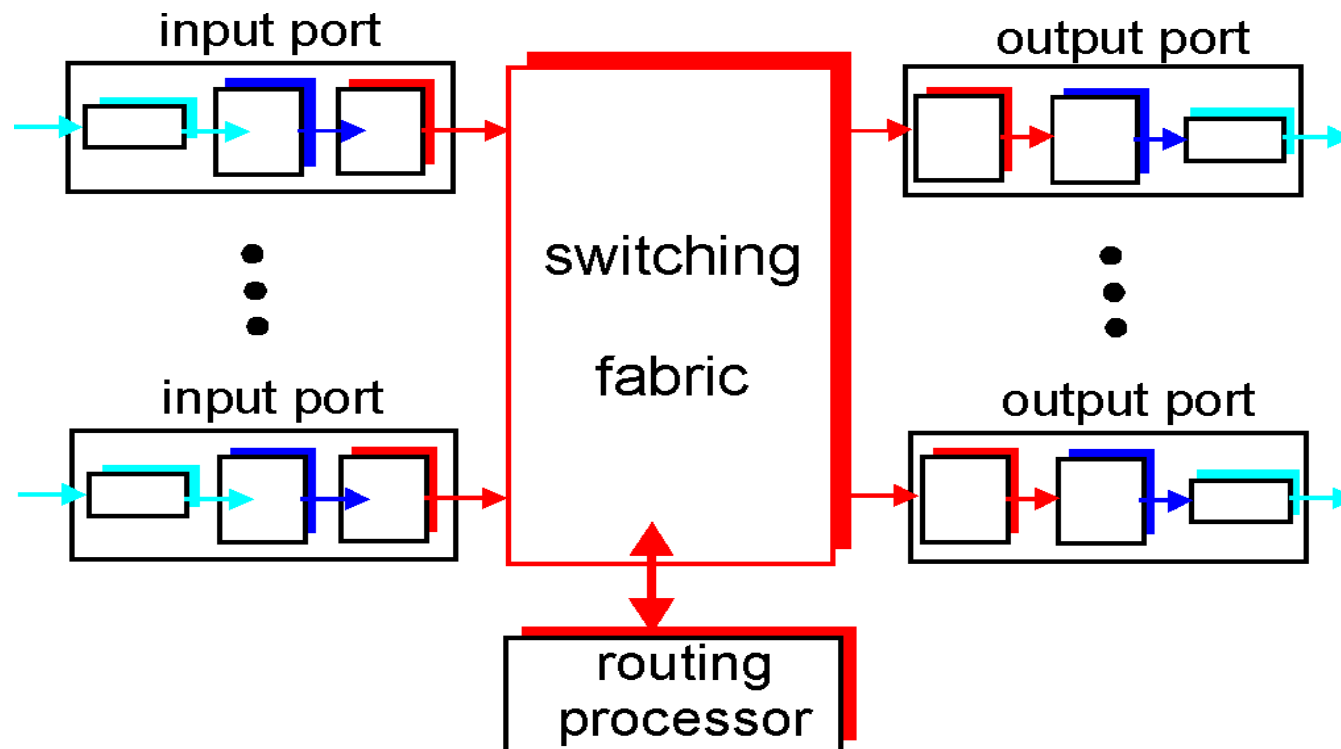 input port
output port
switching
fabric
input port
output port
routing
processor